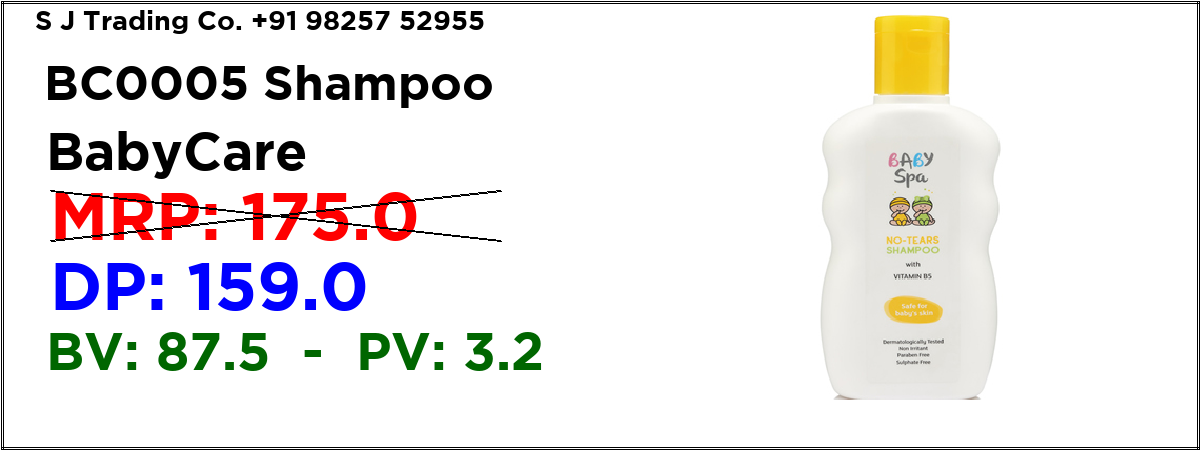 S J Trading Co. +91 98257 52955
BC0005 Shampoo
BabyCare
MRP: 175.0
DP: 159.0
BV: 87.5 - PV: 3.2
BABY
Spa
NO-TEARS
SHAMPOO
with
VITAMIN B5
Safe for
baby's skin
Dermatologically Tested
Non Irritant
Paraben Free
Sulphate Free